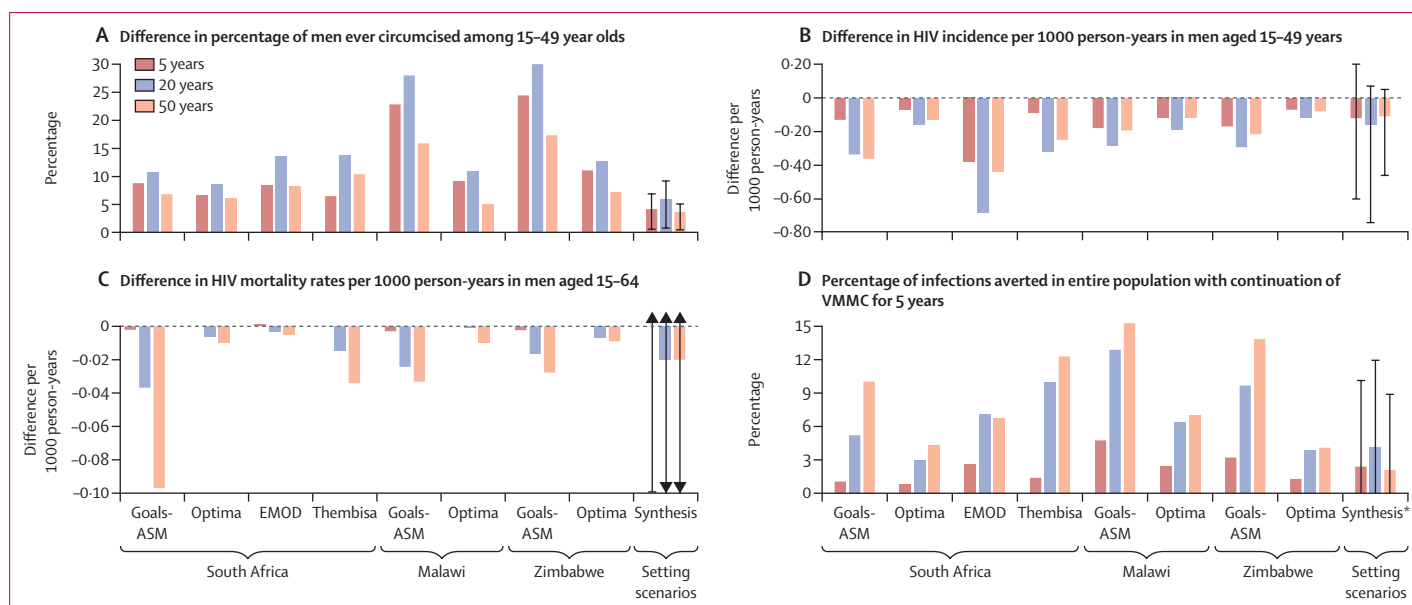 A Difference in percentage of men ever circumcised among 15–49 year olds
5 years
20 years
50 years
Percentage
30
25
20
15
10
5
0
B Difference in HIV incidence per 1000 person-years in men aged 15–49 years
Difference per
1000 person-years
0·20
0
–0·20
–0·40
–0·60
–0·80
C Difference in HIV mortality rates per 1000 person-years in men aged 15–64
Difference per
1000 person-years
0
–0·02
–0·04
–0·06
–0·08
–0·10
Goals-
ASM
Optima
EMOD
Thembisa
Goals-
ASM
Optima
Goals-
ASM
Optima
Synthesis
South Africa
Malawi
Zimbabwe
Setting
scenarios
D Percentage of infections averted in entire population with continuation of
VMMC for 5 years
Percentage
15
12
9
6
3
0
Goals-
ASM
Optima
EMOD
Thembisa
Goals-
ASM
Optima
Goals-
ASM
Optima
Synthesis*
South Africa
Malawi
Zimbabwe
Setting
scenarios